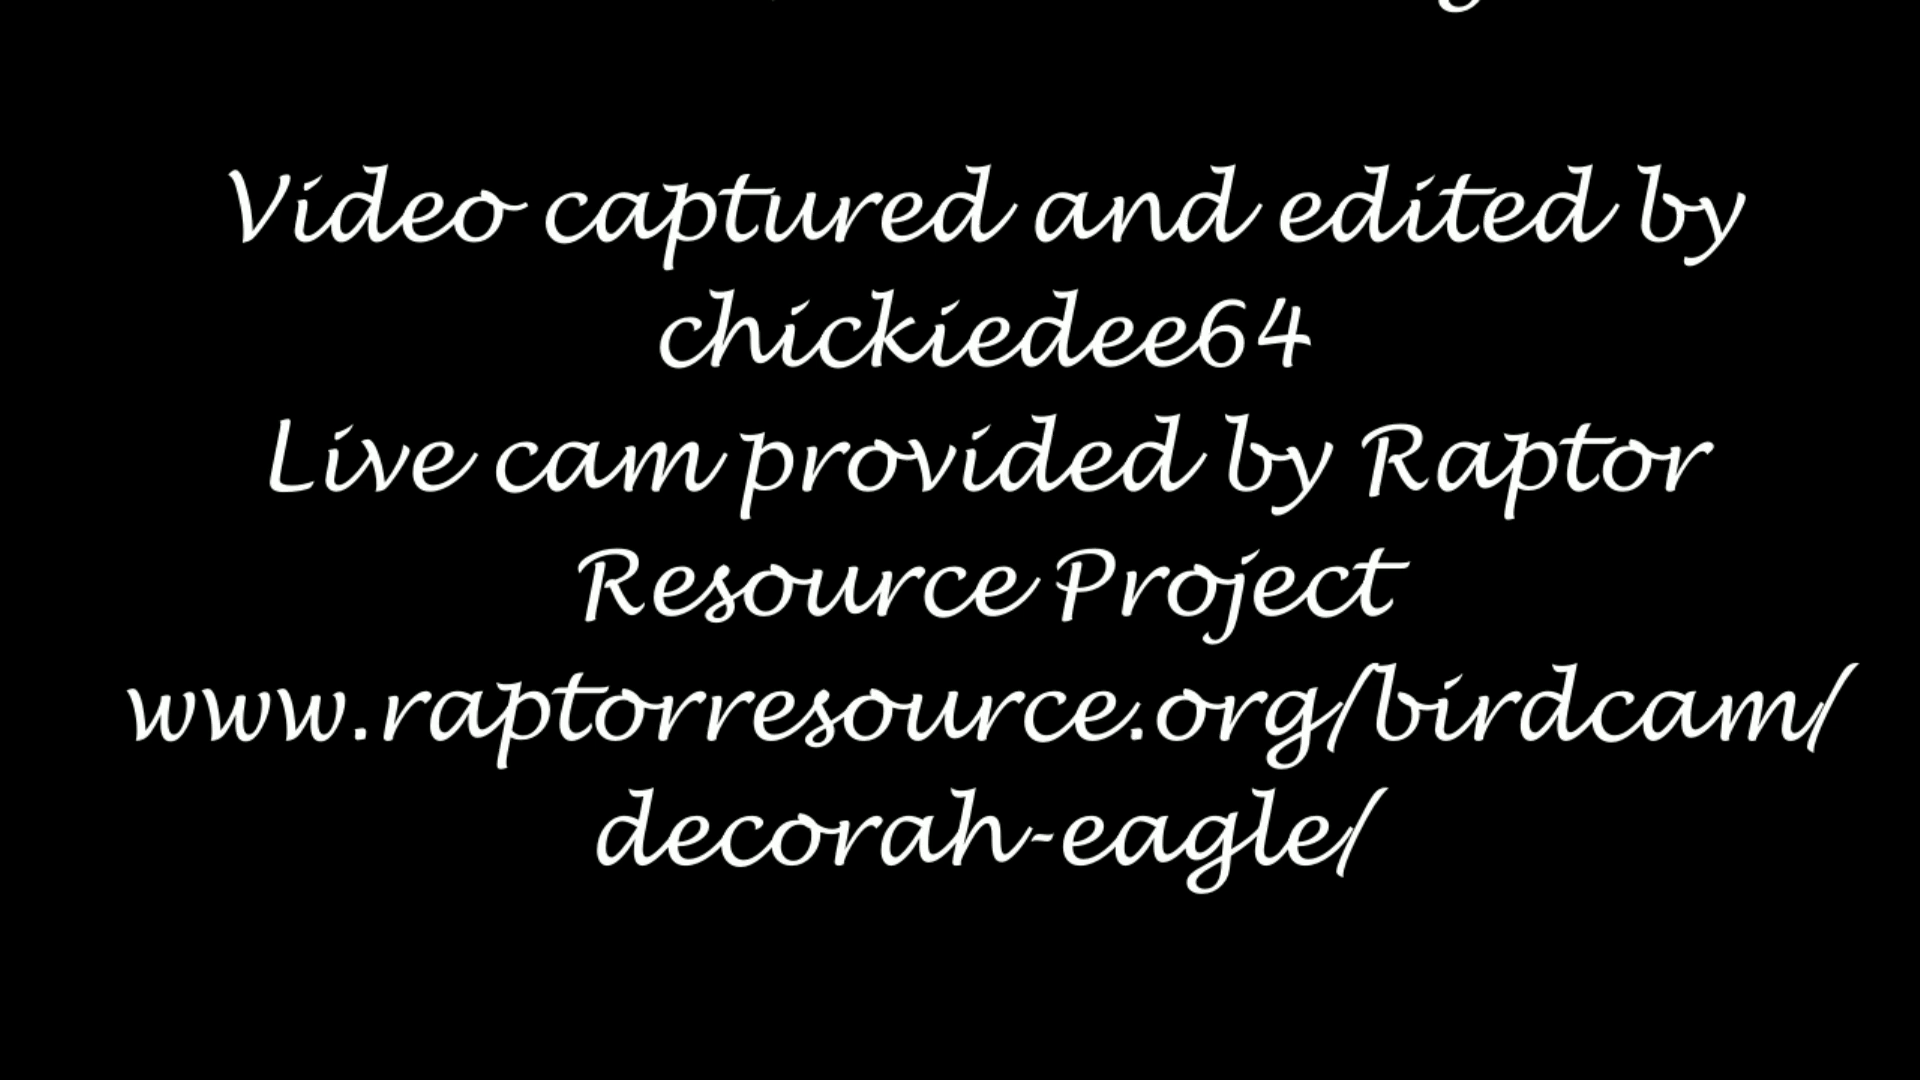 Video captured and edited by
chickiedee64
Live cam provided by Raptor
Resource Project
www.raptorresource.org/birdcam/
decorah-eagle/